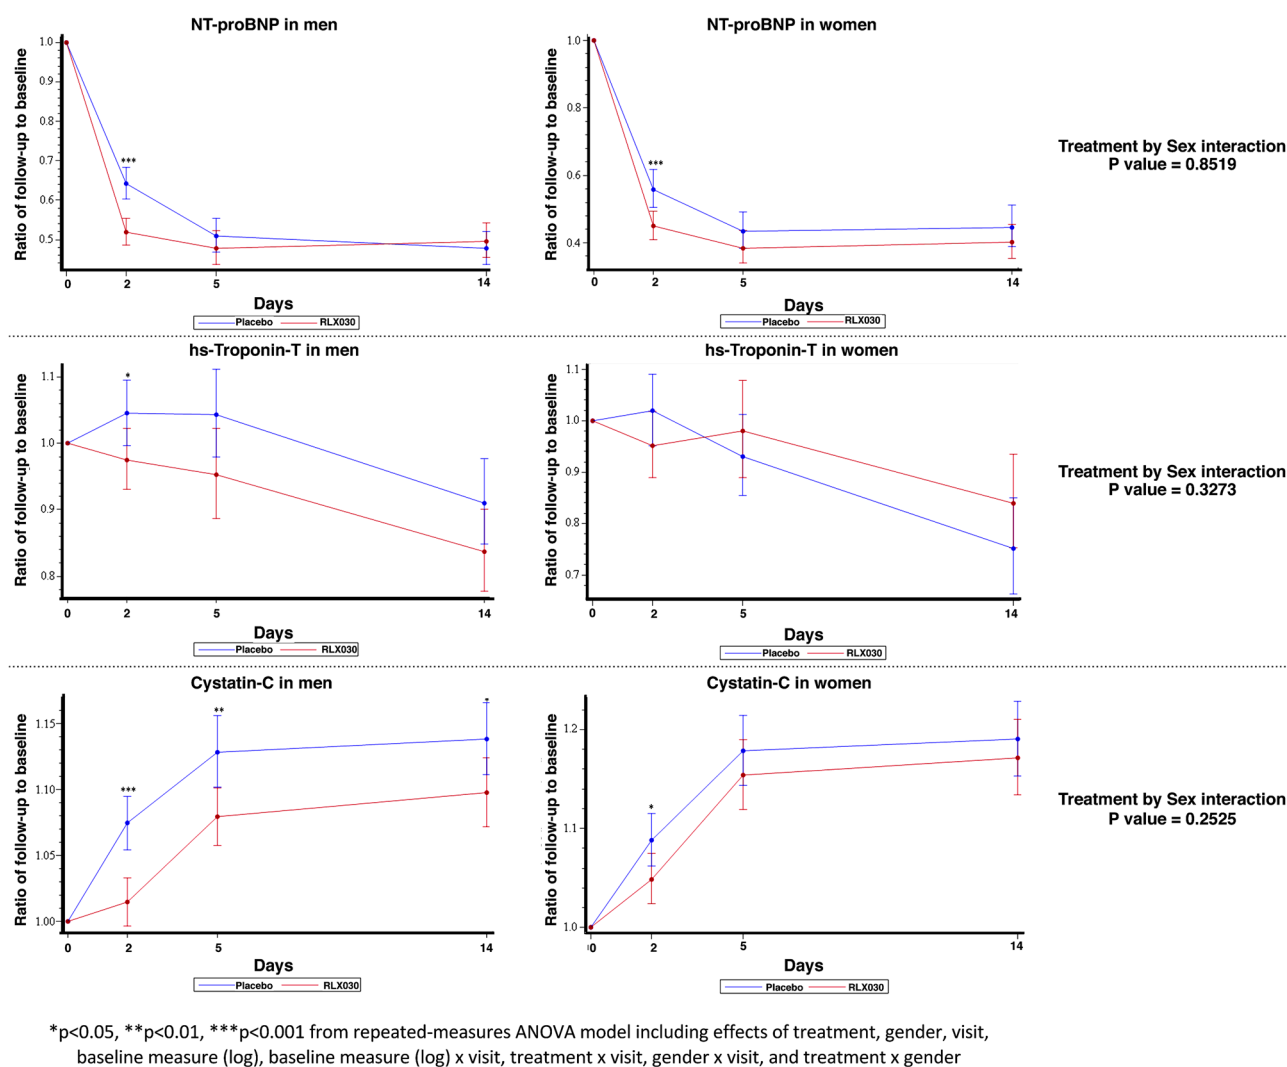 NT-proBNP in men
Ratio of follow-up to baseline
1.0
0.9
0.8
0.7
0.6
0.5
***
0
2
5
14
Days
Placebo
RLX030
NT-proBNP in women
Ratio of follow-up to baseline
1.0
0.8
0.6
0.4
***
0
2
5
14
Days
Placebo
RLX030
Treatment by Sex interaction
P value = 0.8519
hs-Troponin-T in men
Ratio of follow-up to baseline
1.1
1.0
0.9
0.8
*
0
2
5
14
Days
Placebo
RLX030
hs-Troponin-T in women
Ratio of follow-up to baseline
1.1
1.0
0.9
0.8
0.7
0
2
5
14
Days
Placebo
RLX030
Treatment by Sex interaction
P value = 0.3273
Cystatin-C in men
Ratio of follow-up to baseline
1.15
1.10
1.05
1.00
***
**
*
0
2
5
14
Days
Placebo
RLX030
Cystatin-C in women
Ratio of follow-up to baseline
1.2
1.1
1.0
*
0
2
5
14
Days
Placebo
RLX030
Treatment by Sex interaction
P value = 0.2525
*p<0.05, **p<0.01, ***p<0.001 from repeated-measures ANOVA model including effects of treatment, gender, visit,
baseline measure (log), baseline measure (log) x visit, treatment x visit, gender x visit, and treatment x gender